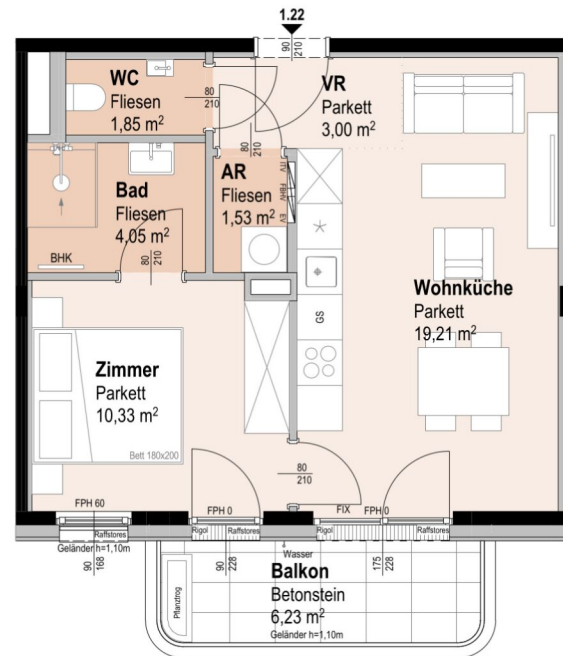 1.22
90
210
WC
Fliesen
1,85 m²
80
210
VR
Parkett
3,00 m²
80
210
AR
Fliesen
1,53 m²
ITV
FBHV
EV
Bad
Fliesen
4,05 m²
BHK
80
210
GS
Wohnküche
Parkett
19,21 m²
Zimmer
Parkett
10,33 m²
Bett 180x200
80
210
FPH 60
FPH 0
FIX
FPH 0
Raffstores
Rigol
Raffstores
Rigol
Raffstores
Geländer h=1,10m
90
168
90
228
Wasser
175
228
Pflanztrog
Balkon
Betonstein
6,23 m²
Geländer h=1,10m